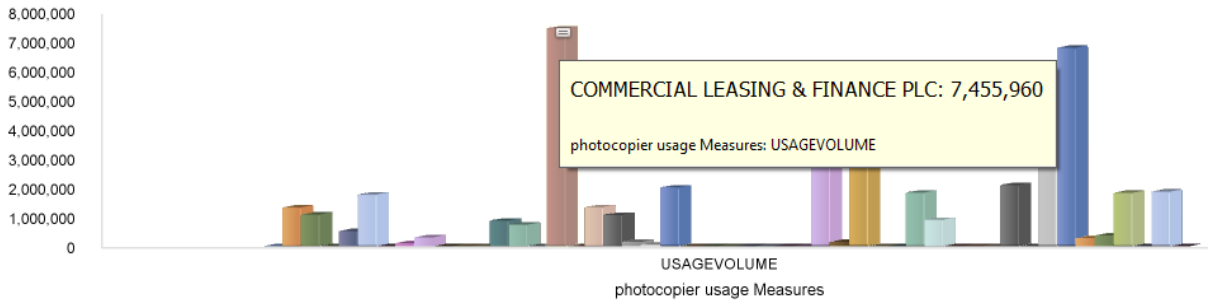 8,000,000
7,000,000
6,000,000
5,000,000
4,000,000
3,000,000
2,000,000
1,000,000
0
COMMERCIAL LEASING & FINANCE PLC: 7,455,960
photocopier usage Measures: USAGEVOLUME
USAGEVOLUME
photocopier usage Measures